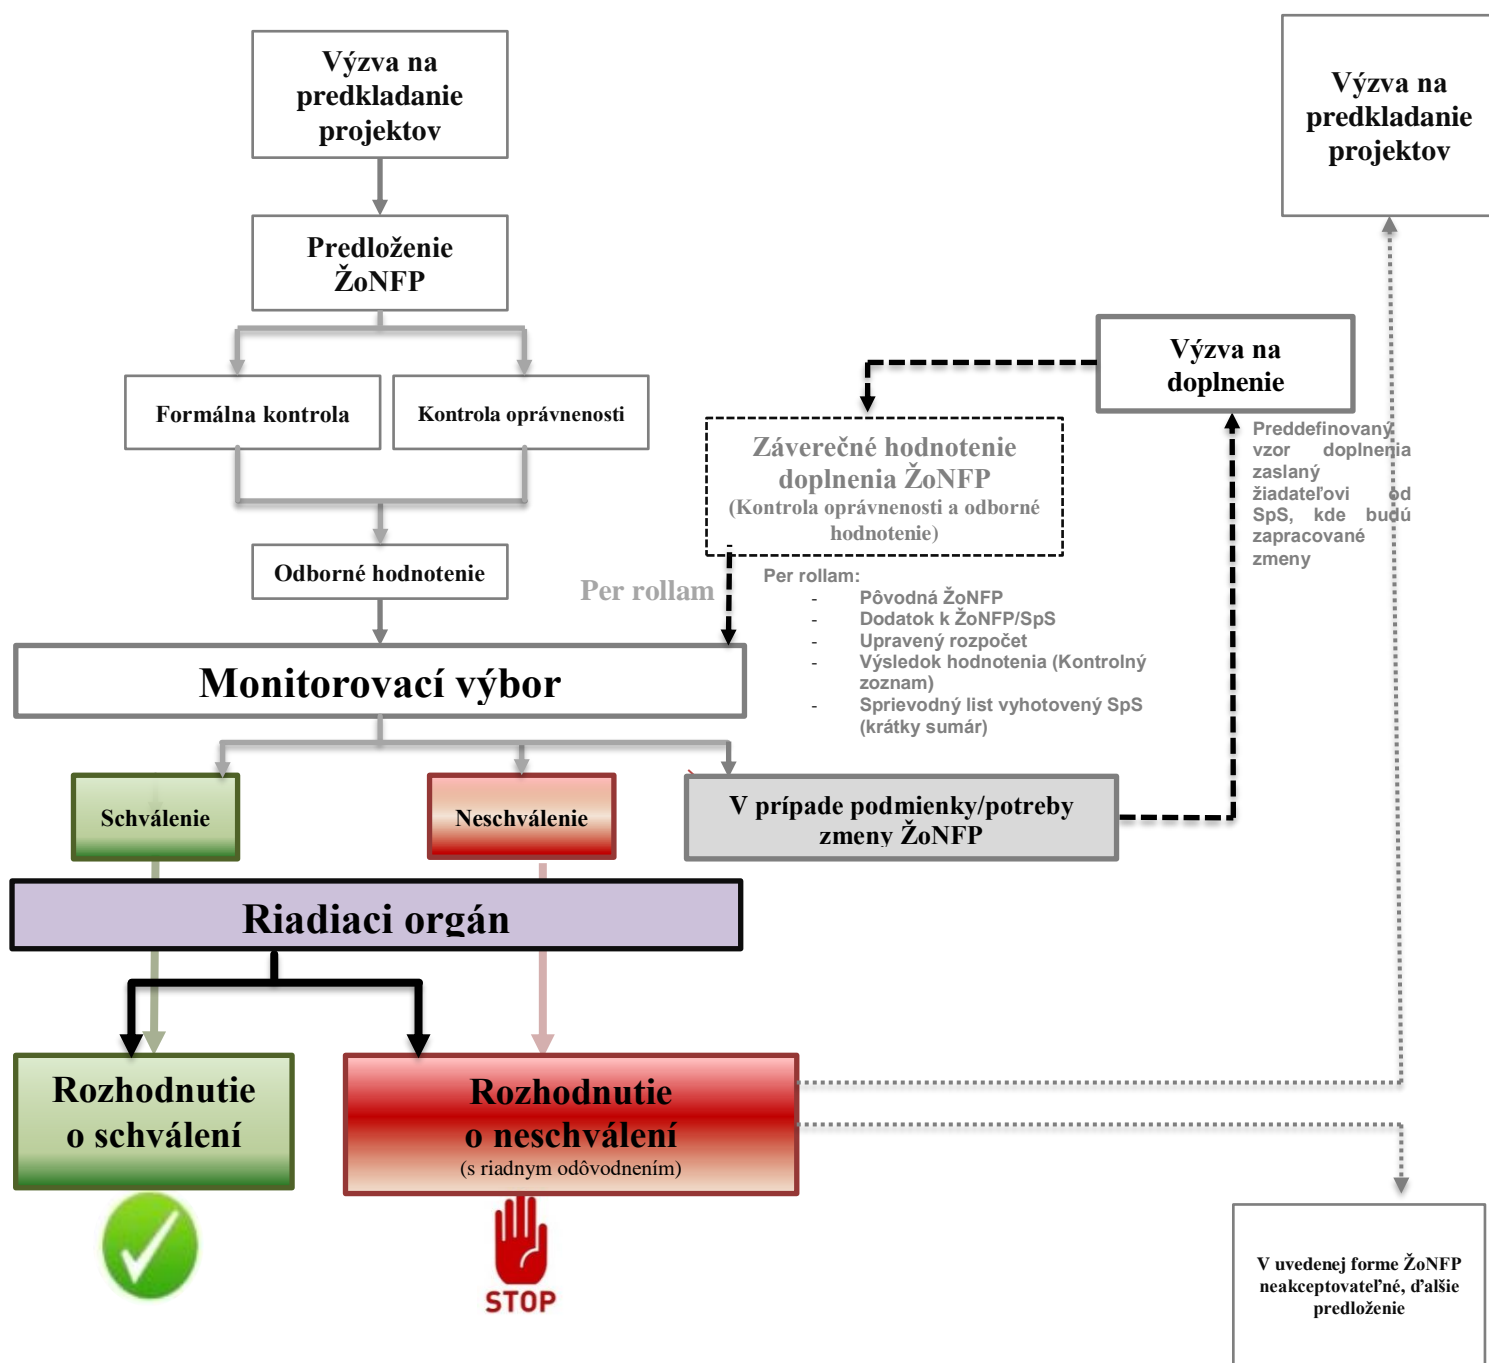 Výzva na
predkladanie
projektov
Výzva na
predkladanie
projektov
Predloženie
ŽoNFP
Výzva na
doplnenie
Formálna kontrola
Kontrola oprávnenosti
Preddefinovaný
vzor doplnenia
zaslaný
žiadateľovi od
SpS, kde budú
zapracované
zmeny
Záverečné hodnotenie
doplnenia ŽoNFP
(Kontrola oprávnenosti a odborné
hodnotenie)
Odborné hodnotenie
Per rollam
Per rollam:
- Pôvodná ŽoNFP
- Dodatok k ŽoNFP/SpS
- Upravený rozpočet
- Výsledok hodnotenia (Kontrolný
zoznam)
- Sprievodný list vyhotovený SpS
(krátky sumár)
Monitorovací výbor
Schválenie
Neschválenie
V prípade podmienky/potreby
zmeny ŽoNFP
Riadiaci orgán
Rozhodnutie
o schválení
Rozhodnutie
o neschválení
(s riadnym odôvodnením)
STOP
V uvedenej forme ŽoNFP
neakceptovateľné, ďalšie
predloženie